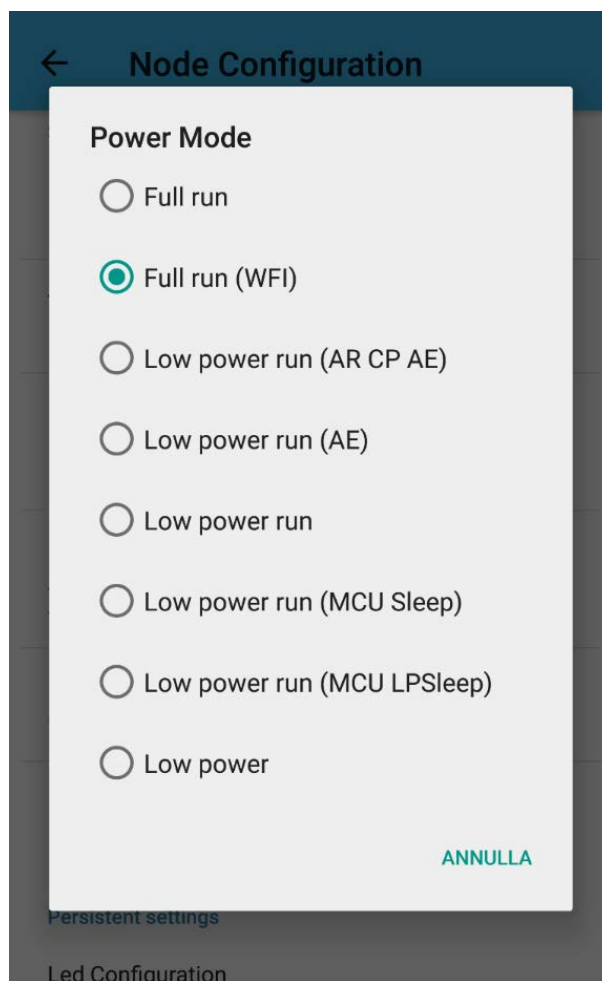 Node Configuration
Power Mode
Full run
Full run (WFI)
Low power run (AR CP AE)
Low power run (AE)
Low power run
Low power run (MCU Sleep)
Low power run (MCU LPSleep)
Low power
ANNULLA
Persistent settings
Led Configuration